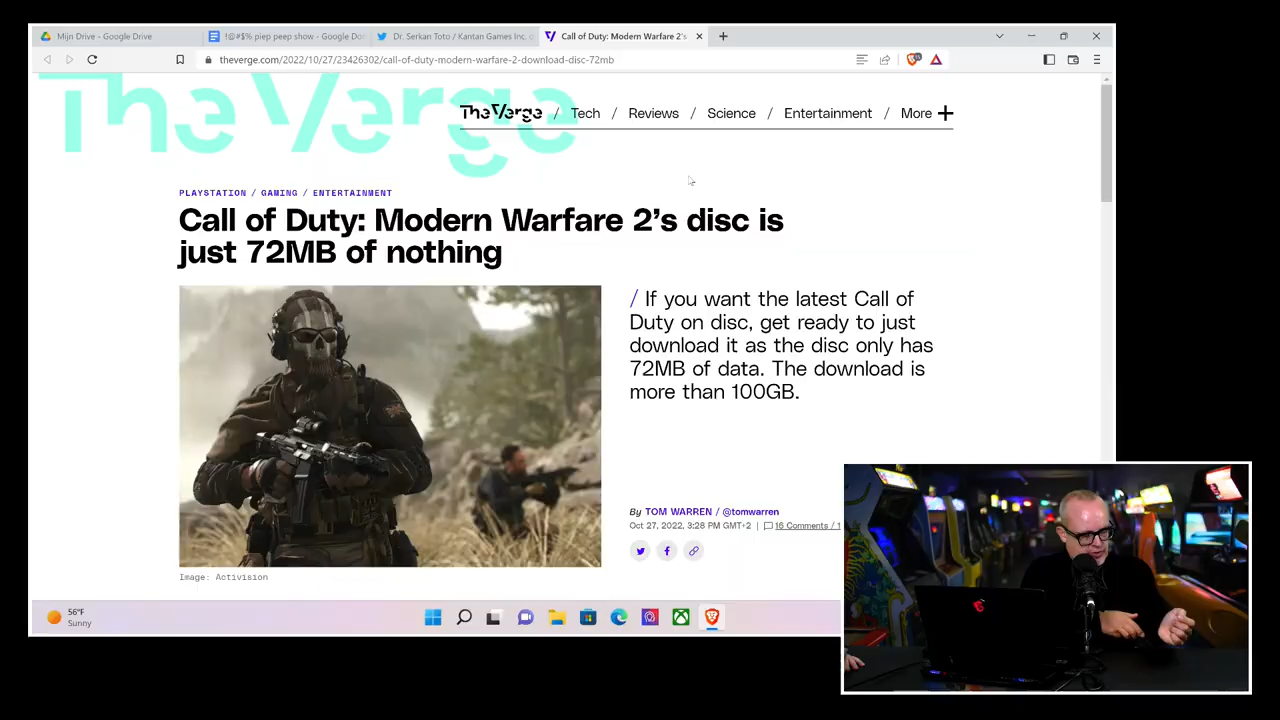 Mijn Drive - Google Drive
!@#$% piep peep show - Google Do
Dr. Serkan Toto / Kantan Games Inc. o
Call of Duty: Modern Warfare 2's
theverge.com/2022/10/27/23426302/call-of-duty-modern-warfare-2-download-disc-72mb
The Verge
The Verge / Tech / Reviews / Science / Entertainment / More +
PLAYSTATION / GAMING / ENTERTAINMENT
Call of Duty: Modern Warfare 2's disc is
just 72MB of nothing
/ If you want the latest Call of
Duty on disc, get ready to just
download it as the disc only has
72MB of data. The download is
more than 100GB.
By TOM WARREN / @tomwarren
Oct 27, 2022, 3:28 PM GMT+2 | 16 Comments / 1
Image: Activision
56°F
Sunny